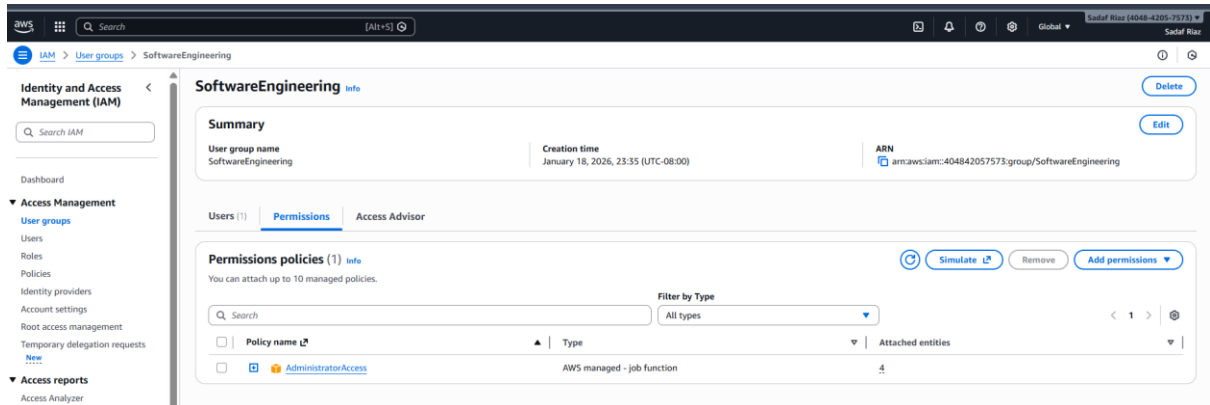 aws
Search
[Alt+S]
Global
Sadaf Riaz (4048-4205-7573)
Sadaf Riaz
IAM > User groups > SoftwareEngineering
Identity and Access Management (IAM)
Search IAM
Dashboard
Access Management
User groups
Users
Roles
Policies
Identity providers
Account settings
Root access management
Temporary delegation requests
New
Access reports
Access Analyzer
SoftwareEngineering Info
Delete
Summary
Edit
User group name
SoftwareEngineering
Creation time
January 18, 2026, 23:35 (UTC-08:00)
ARN
arn:aws:iam::404842057573:group/SoftwareEngineering
Users (1)
Permissions
Access Advisor
Permissions policies (1) Info
Simulate
Remove
Add permissions
You can attach up to 10 managed policies.
Filter by Type
Search
All types
1
Policy name
Type
Attached entities
AdministratorAccess
AWS managed - job function
4